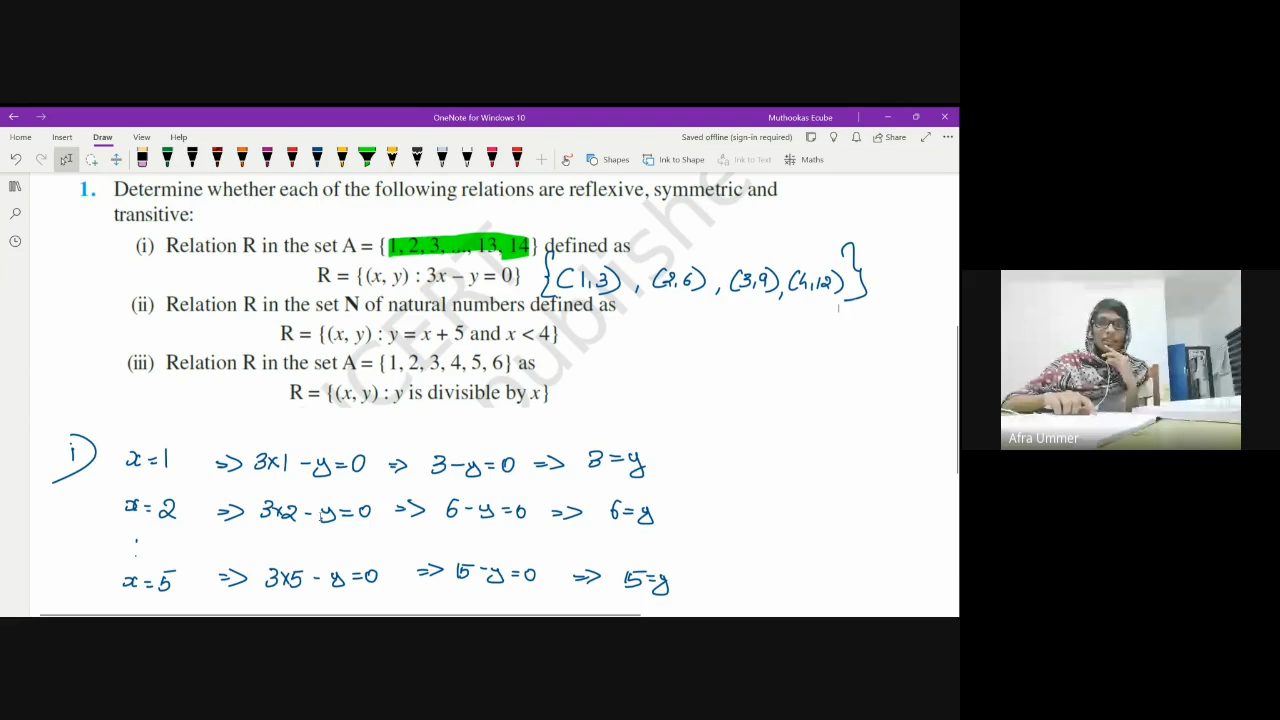 OneNote for Windows 10
Muthookas Ecube
Home Insert Draw View Help
Saved offline (sign-in required) Share
Shapes Ink to Shape Ink to Text Maths
1. Determine whether each of the following relations are reflexive, symmetric and
transitive:
(i) Relation R in the set A = {1, 2, 3, ..., 13, 14} defined as
R = {(x, y) : 3x – y = 0} {(1,3) , (2,6) , (3,9), (4,12)}
(ii) Relation R in the set N of natural numbers defined as
R = {(x, y) : y = x + 5 and x < 4}
(iii) Relation R in the set A = {1, 2, 3, 4, 5, 6} as
R = {(x, y) : y is divisible by x}
i) x=1 => 3x1 -y=0 => 3-y=0 => 3=y
x=2 => 3x2 -y=0 => 6-y=0 => 6=y
:
x=5 => 3x5 -y=0 => 15-y=0 => 15=y
Afra Ummer